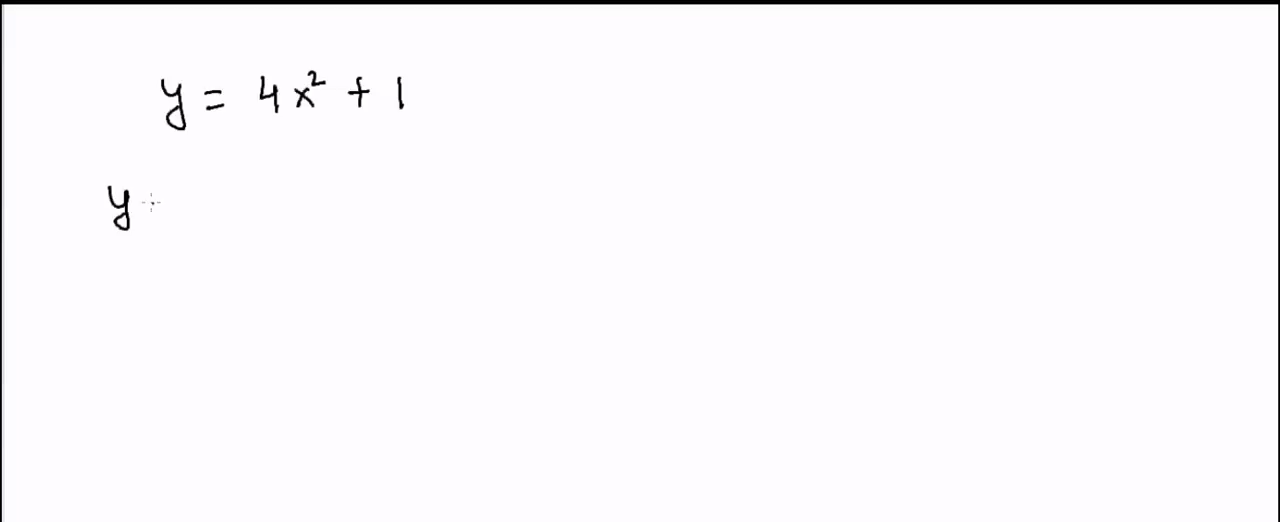 y = 4x² + 1
y